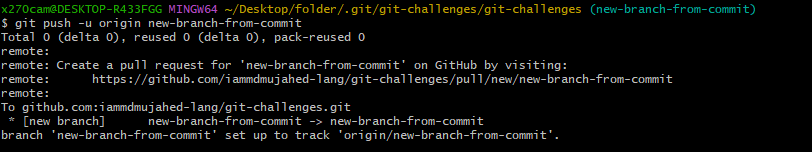 x270cam@DESKTOP-R433FGG MINGW64 ~/Desktop/folder/.git/git-challenges/git-challenges (new-branch-from-commit)
$ git push -u origin new-branch-from-commit
Total 0 (delta 0), reused 0 (delta 0), pack-reused 0
remote:
remote: Create a pull request for 'new-branch-from-commit' on GitHub by visiting:
remote:      https://github.com/iammdmujahed-lang/git-challenges/pull/new/new-branch-from-commit
remote:
To github.com:iammdmujahed-lang/git-challenges.git
 * [new branch]      new-branch-from-commit -> new-branch-from-commit
branch 'new-branch-from-commit' set up to track 'origin/new-branch-from-commit'.